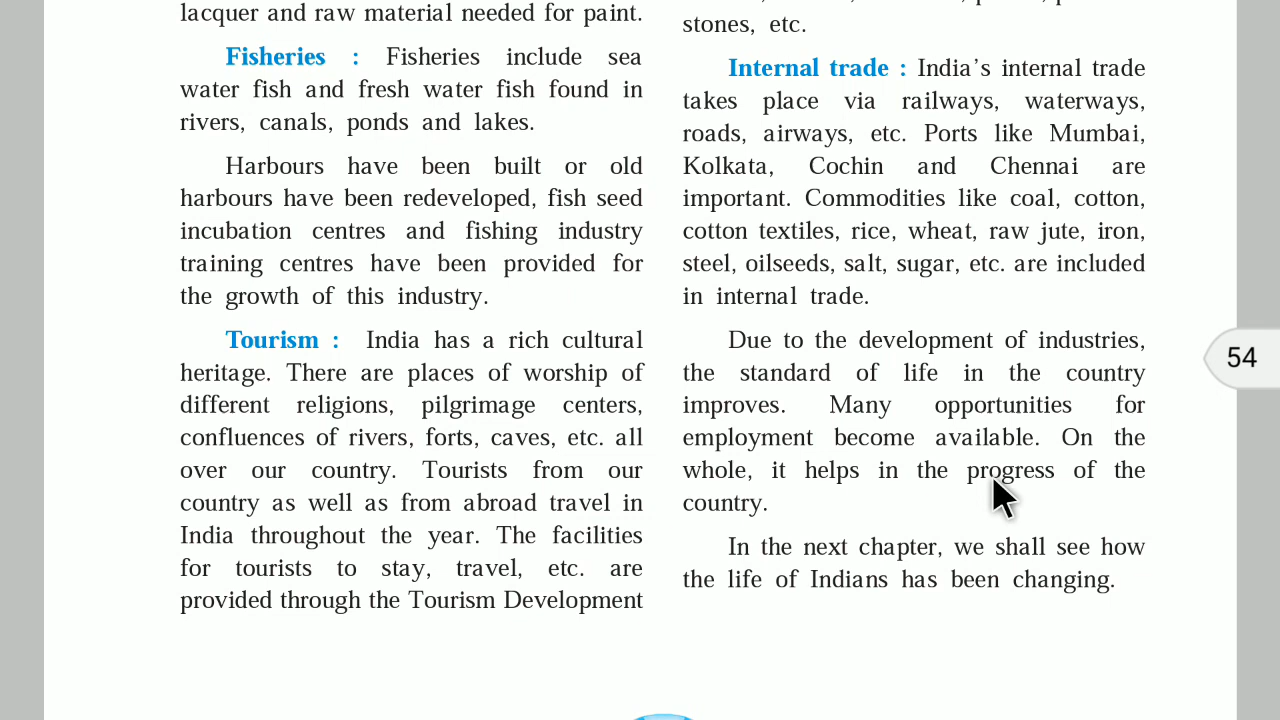 lacquer and raw material needed for paint.
Fisheries : Fisheries include sea
water fish and fresh water fish found in
rivers, canals, ponds and lakes.
Harbours have been built or old
harbours have been redeveloped, fish seed
incubation centres and fishing industry
training centres have been provided for
the growth of this industry.
Tourism : India has a rich cultural
heritage. There are places of worship of
different religions, pilgrimage centers,
confluences of rivers, forts, caves, etc. all
over our country. Tourists from our
country as well as from abroad travel in
India throughout the year. The facilities
for tourists to stay, travel, etc. are
provided through the Tourism Development
stones, etc.
Internal trade : India's internal trade
takes place via railways, waterways,
roads, airways, etc. Ports like Mumbai,
Kolkata, Cochin and Chennai are
important. Commodities like coal, cotton,
cotton textiles, rice, wheat, raw jute, iron,
steel, oilseeds, salt, sugar, etc. are included
in internal trade.
Due to the development of industries,
the standard of life in the country
improves. Many opportunities for
employment become available. On the
whole, it helps in the progress of the
country.
In the next chapter, we shall see how
the life of Indians has been changing.
54